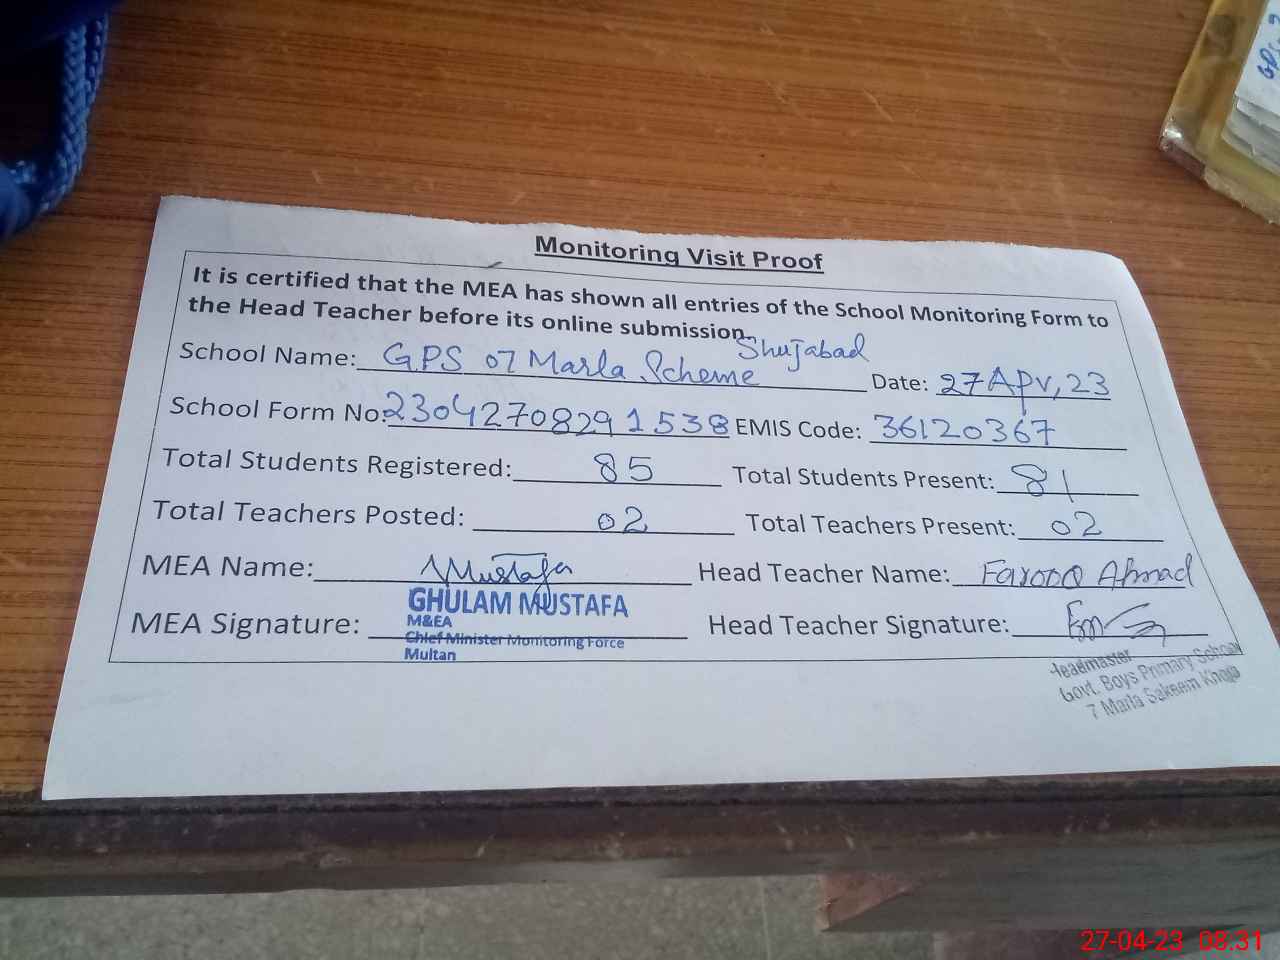 Monitoring Visit Proof
It is certified that the MEA has shown all entries of the School Monitoring Form to
the Head Teacher before its online submission.
School Name: GPS 07 Marla Scheme Shujabad Date: 27 Apr, 23
School Form No: 23042708291538 EMIS Code: 36120367
Total Students Registered: 85 Total Students Present: 81
Total Teachers Posted: 02 Total Teachers Present: 02
MEA Name: Mustafa Head Teacher Name: Farooq Ahmad
GHULAM MUSTAFA
M&EA
MEA Signature: Head Teacher Signature:
Chief Minister Monitoring Force
Multan
Headmaster
Govt. Boys Primary School
7 Marla Sakeem
27-04-23 08:31